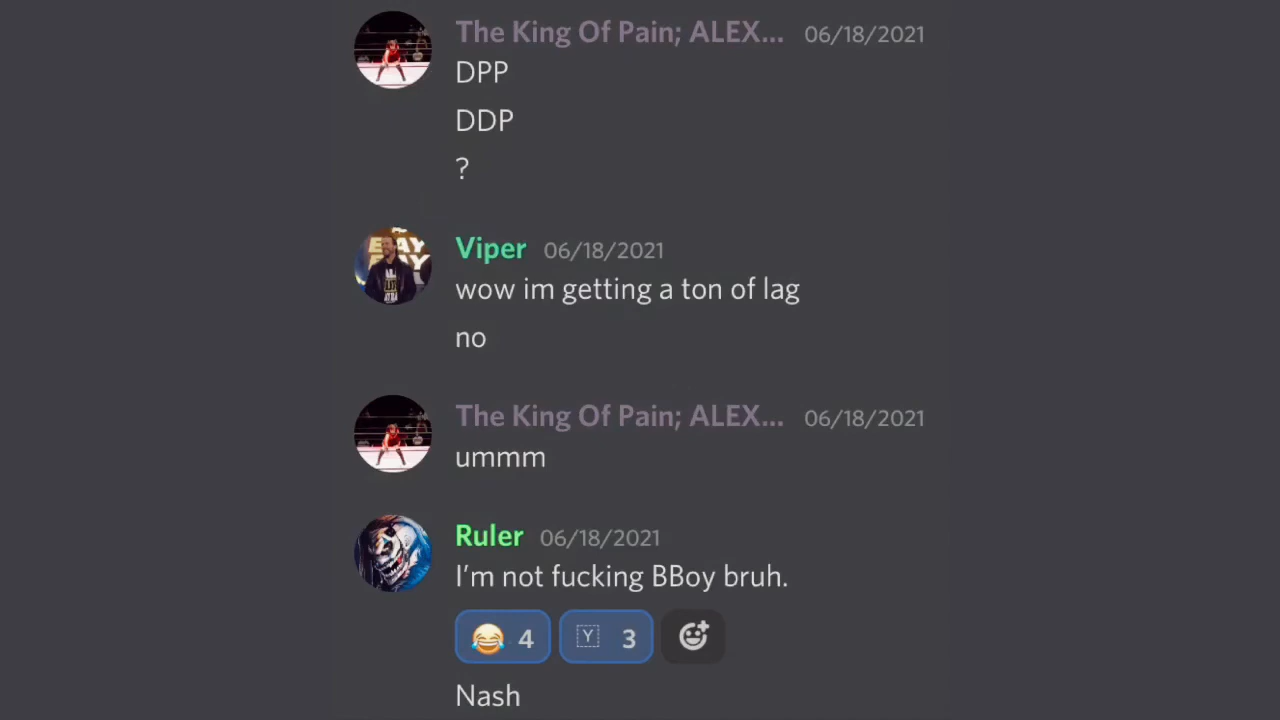 The King Of Pain; ALEX... 06/18/2021
DPP
DDP
?
Viper 06/18/2021
wow im getting a ton of lag
no
The King Of Pain; ALEX... 06/18/2021
ummm
Ruler 06/18/2021
I'm not fucking BBoy bruh.
😂 4 Y 3
Nash